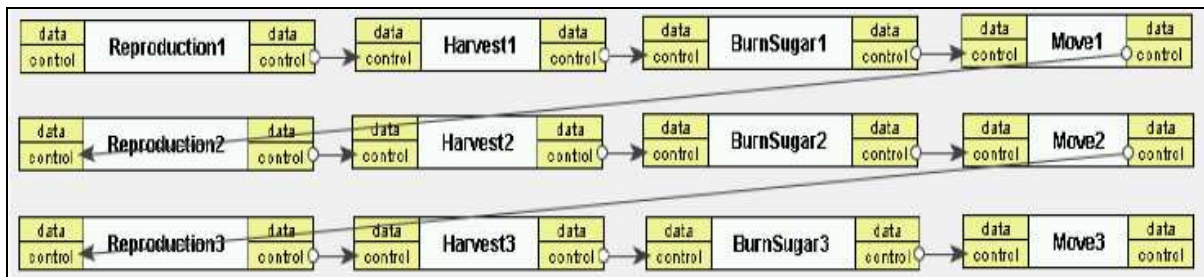 data Reproduction1 data data Harvest1 data data BurnSugar1 data data Move1 data
control control control control control control control control
data Reproduction2 data data Harvest2 data data BurnSugar2 data data Move2 data
control control control control control control control control
data Reproduction3 data data Harvest3 data data BurnSugar3 data data Move3 data
control control control control control control control control